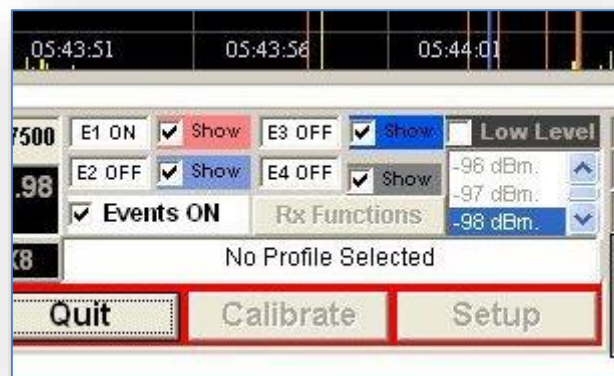 05:43:51 05:43:56 05:44:01
7500 E1 ON Show E3 OFF Show Low Level
.98 E2 OFF Show E4 OFF Show -96 dBm.
-97 dBm.
Events ON Rx Functions -98 dBm.
X8 No Profile Selected
Quit Calibrate Setup